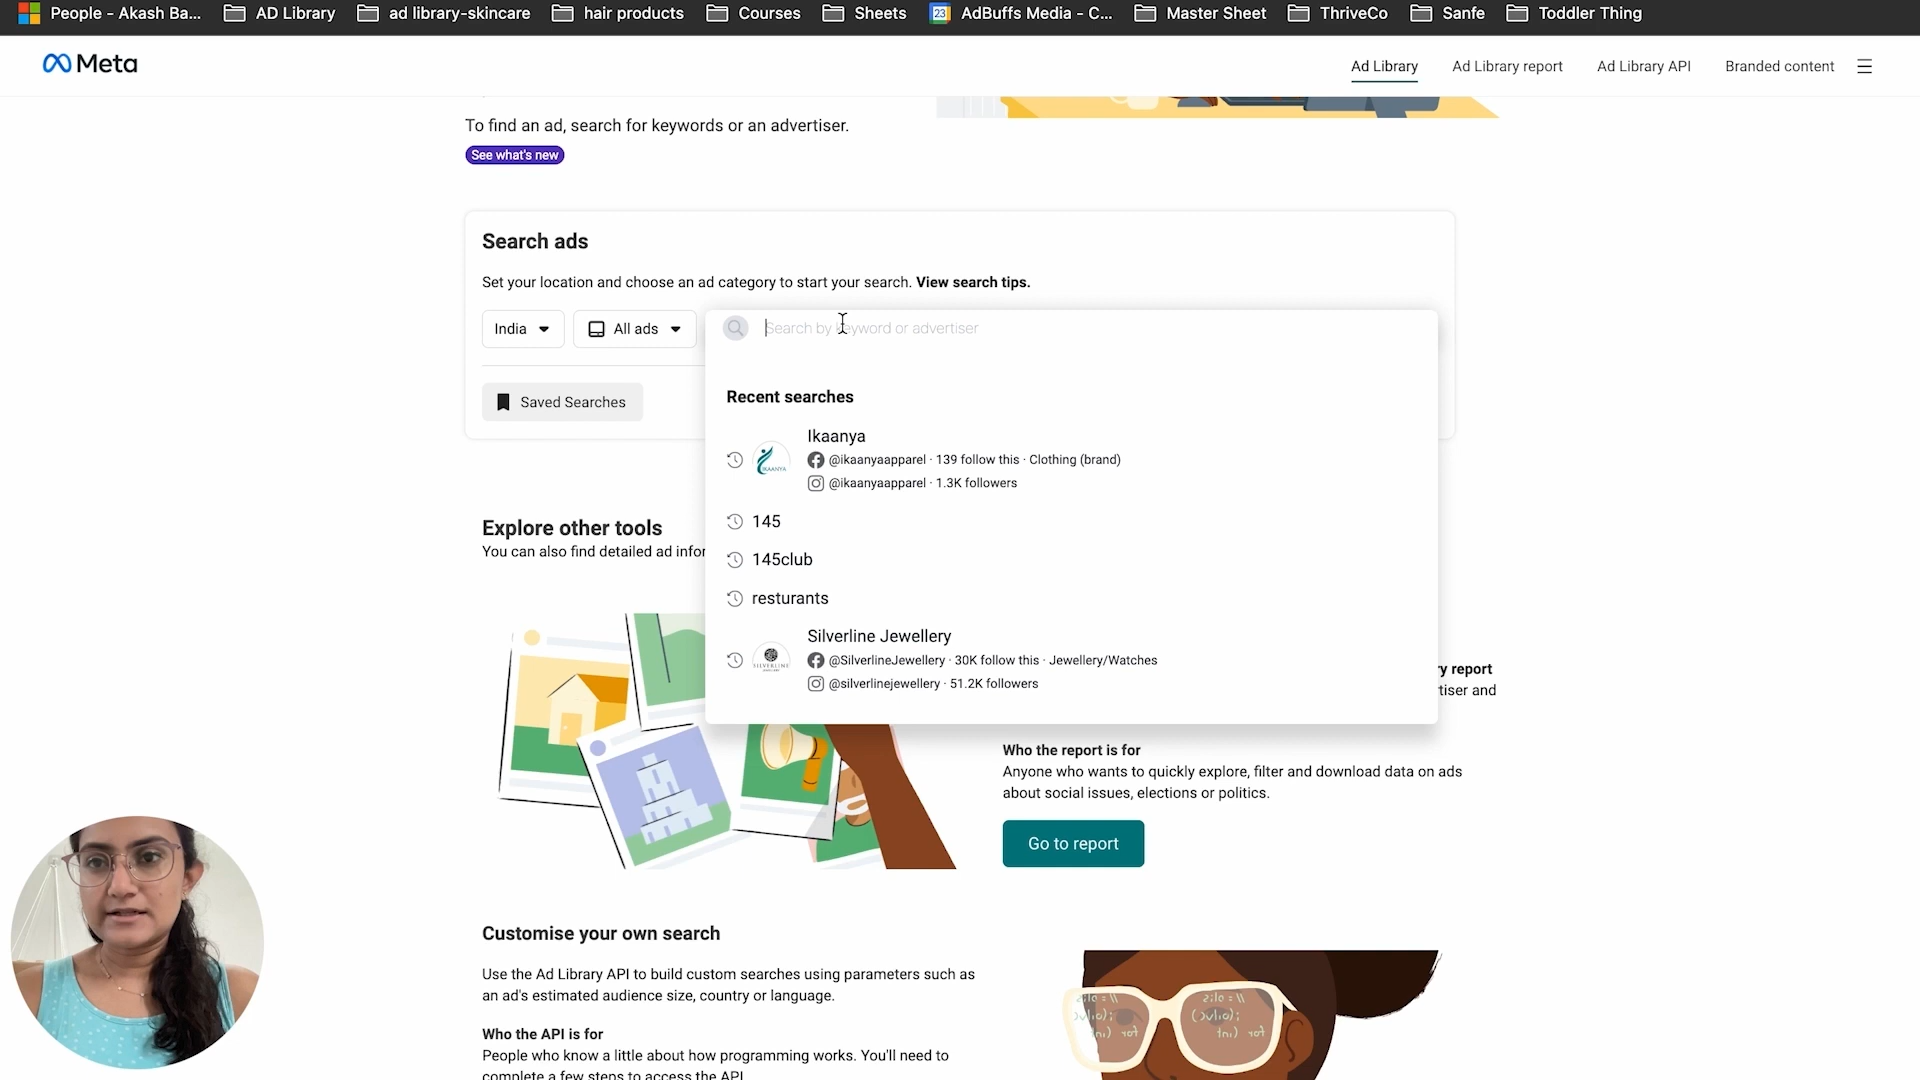 People - Akash Ba...
AD Library
ad library-skincare
hair products
Courses
Sheets
23
AdBuffs Media - C...
Master Sheet
ThriveCo
Sanfe
Toddler Thing
Meta
Ad Library
Ad Library report
Ad Library API
Branded content
To find an ad, search for keywords or an advertiser.
See what's new
Search ads
Set your location and choose an ad category to start your search. View search tips.
India
All ads
Search by keyword or advertiser
Saved Searches
Recent searches
Ikaanya
@ikaanyaapparel · 139 follow this · Clothing (brand)
@ikaanyaapparel · 1.3K followers
145
145club
resturants
Silverline Jewellery
@SilverlineJewellery · 30K follow this · Jewellery/Watches
@silverlinejewellery · 51.2K followers
Explore other tools
You can also find detailed ad infor
ry report
rtiser and
Who the report is for
Anyone who wants to quickly explore, filter and download data on ads
about social issues, elections or politics.
Go to report
Customise your own search
Use the Ad Library API to build custom searches using parameters such as
an ad's estimated audience size, country or language.
Who the API is for
People who know a little about how programming works. You'll need to
complete a few steps to access the API.